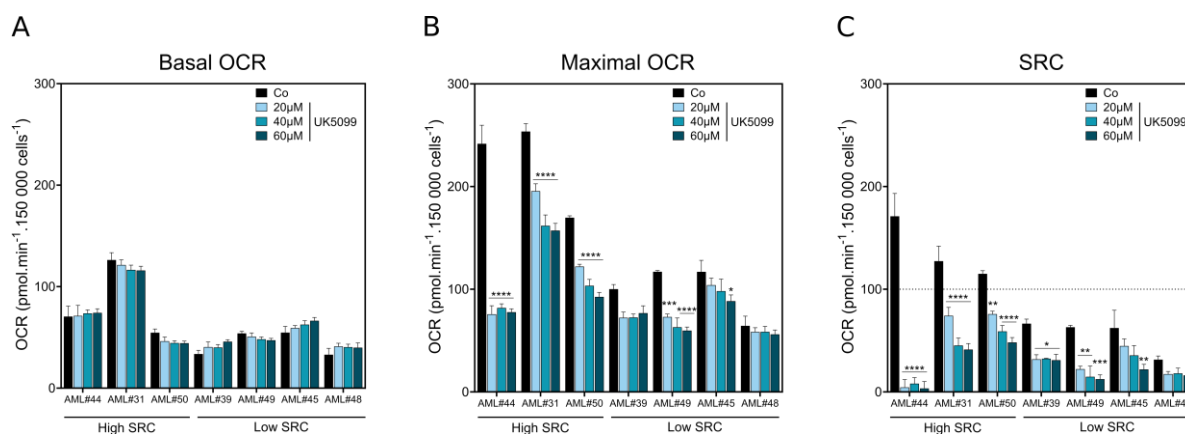 A
Basal OCR
OCR (pmol.min⁻¹.150 000 cells⁻¹)
300
200
100
0
Co
20µM
40µM
60µM
UK5099
AML#44 AML#31 AML#50 AML#39 AML#49 AML#45 AML#48
High SRC Low SRC
B
Maximal OCR
OCR (pmol.min⁻¹.150 000 cells⁻¹)
300
200
100
0
Co
20µM
40µM
60µM
UK5099
**** **** **** *** **** *
AML#44 AML#31 AML#50 AML#39 AML#49 AML#45 AML#48
High SRC Low SRC
C
SRC
OCR (pmol.min⁻¹.150 000 cells⁻¹)
300
200
100
0
Co
20µM
40µM
60µM
UK5099
**** **** ** **** * ** *** **
AML#44 AML#31 AML#50 AML#39 AML#49 AML#45 AML#4
High SRC Low SRC